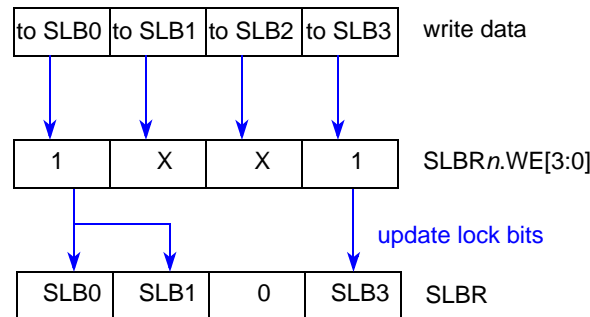 to SLB0 to SLB1 to SLB2 to SLB3 write data
1 X X 1 SLBRn.WE[3:0]
update lock bits
SLB0 SLB1 0 SLB3 SLBR